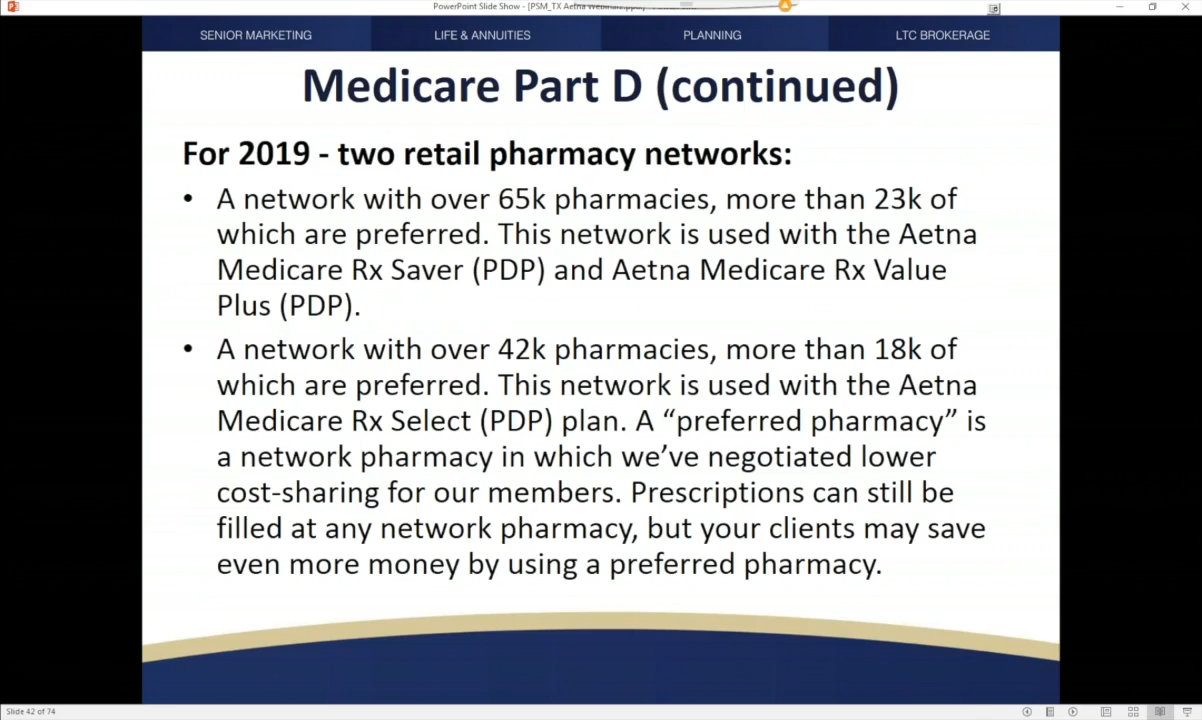 PowerPoint Slide Show - [PSM_TX Aetna Webinar
SENIOR MARKETING
LIFE & ANNUITIES
PLANNING
LTC BROKERAGE
Medicare Part D (continued)
For 2019 - two retail pharmacy networks:
• A network with over 65k pharmacies, more than 23k of
which are preferred. This network is used with the Aetna
Medicare Rx Saver (PDP) and Aetna Medicare Rx Value
Plus (PDP).
• A network with over 42k pharmacies, more than 18k of
which are preferred. This network is used with the Aetna
Medicare Rx Select (PDP) plan. A “preferred pharmacy” is
a network pharmacy in which we’ve negotiated lower
cost-sharing for our members. Prescriptions can still be
filled at any network pharmacy, but your clients may save
even more money by using a preferred pharmacy.
Slide 42 of 74